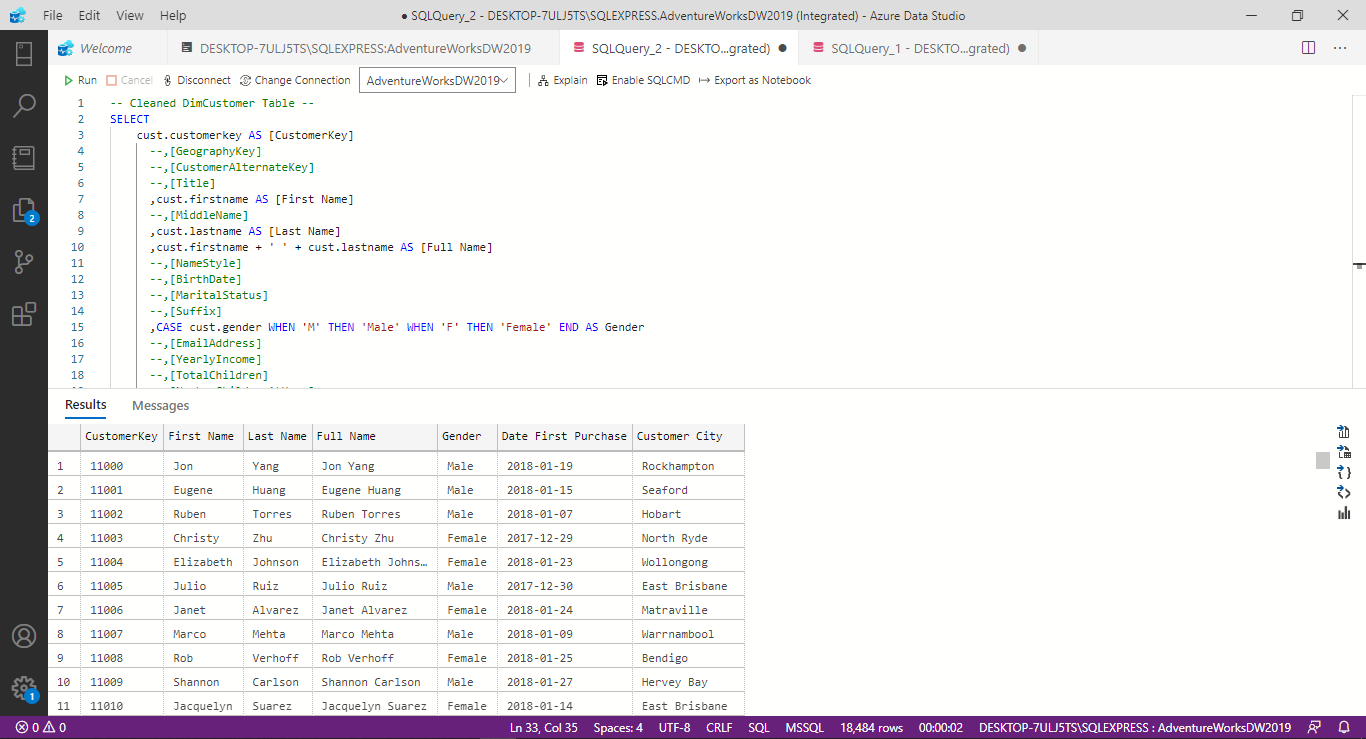 File Edit View Help
● SQLQuery_2 - DESKTOP-7ULJ5TS\SQLEXPRESS.AdventureWorksDW2019 (Integrated) - Azure Data Studio
Welcome DESKTOP-7ULJ5TS\SQLEXPRESS:AdventureWorksDW2019 SQLQuery_2 - DESKTO...grated) ● SQLQuery_1 - DESKTO...grated) ●
Run Cancel Disconnect Change Connection AdventureWorksDW2019 Explain Enable SQLCMD Export as Notebook
1 -- Cleaned DimCustomer Table --
2 SELECT
3 cust.customerkey AS [CustomerKey]
4 --,[GeographyKey]
5 --,[CustomerAlternateKey]
6 --,[Title]
7 ,cust.firstname AS [First Name]
8 --,[MiddleName]
9 ,cust.lastname AS [Last Name]
10 ,cust.firstname + ' ' + cust.lastname AS [Full Name]
11 --,[NameStyle]
12 --,[BirthDate]
13 --,[MaritalStatus]
14 --,[Suffix]
15 ,CASE cust.gender WHEN 'M' THEN 'Male' WHEN 'F' THEN 'Female' END AS Gender
16 --,[EmailAddress]
17 --,[YearlyIncome]
18 --,[TotalChildren]
Results Messages
CustomerKey First Name Last Name Full Name Gender Date First Purchase Customer City
1 11000 Jon Yang Jon Yang Male 2018-01-19 Rockhampton
2 11001 Eugene Huang Eugene Huang Male 2018-01-15 Seaford
3 11002 Ruben Torres Ruben Torres Male 2018-01-07 Hobart
4 11003 Christy Zhu Christy Zhu Female 2017-12-29 North Ryde
5 11004 Elizabeth Johnson Elizabeth Johns… Female 2018-01-23 Wollongong
6 11005 Julio Ruiz Julio Ruiz Male 2017-12-30 East Brisbane
7 11006 Janet Alvarez Janet Alvarez Female 2018-01-24 Matraville
8 11007 Marco Mehta Marco Mehta Male 2018-01-09 Warrnambool
9 11008 Rob Verhoff Rob Verhoff Female 2018-01-25 Bendigo
10 11009 Shannon Carlson Shannon Carlson Male 2018-01-27 Hervey Bay
11 11010 Jacquelyn Suarez Jacquelyn Suarez Female 2018-01-14 East Brisbane
2
1
0 0 Ln 33, Col 35 Spaces: 4 UTF-8 CRLF SQL MSSQL 18,484 rows 00:00:02 DESKTOP-7ULJ5TS\SQLEXPRESS : AdventureWorksDW2019